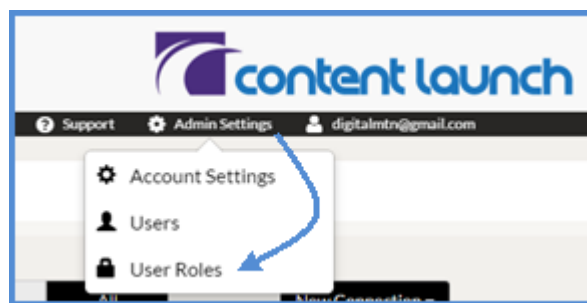 content launch
Support Admin Settings digitalmtn@gmail.com
Account Settings
Users
User Roles
All New Connection